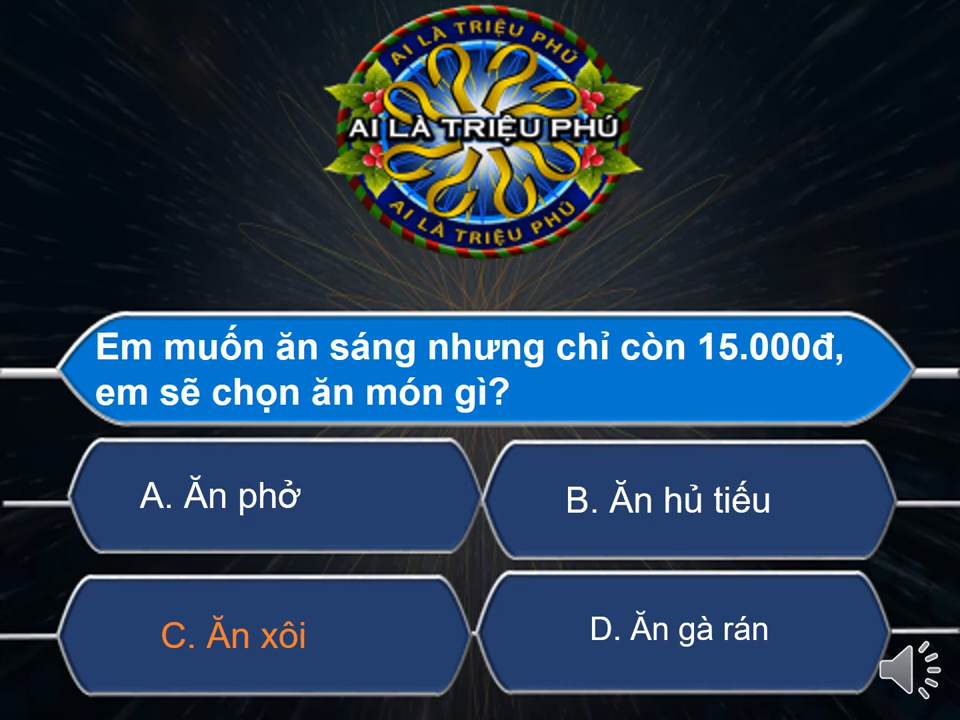 AI LÀ TRIỆU PHÚ
AI LÀ TRIỆU PHÚ
AI LÀ TRIỆU PHÚ
Em muốn ăn sáng nhưng chỉ còn 15.000đ,
em sẽ chọn ăn món gì?
A. Ăn phở
B. Ăn hủ tiếu
C. Ăn xôi
D. Ăn gà rán